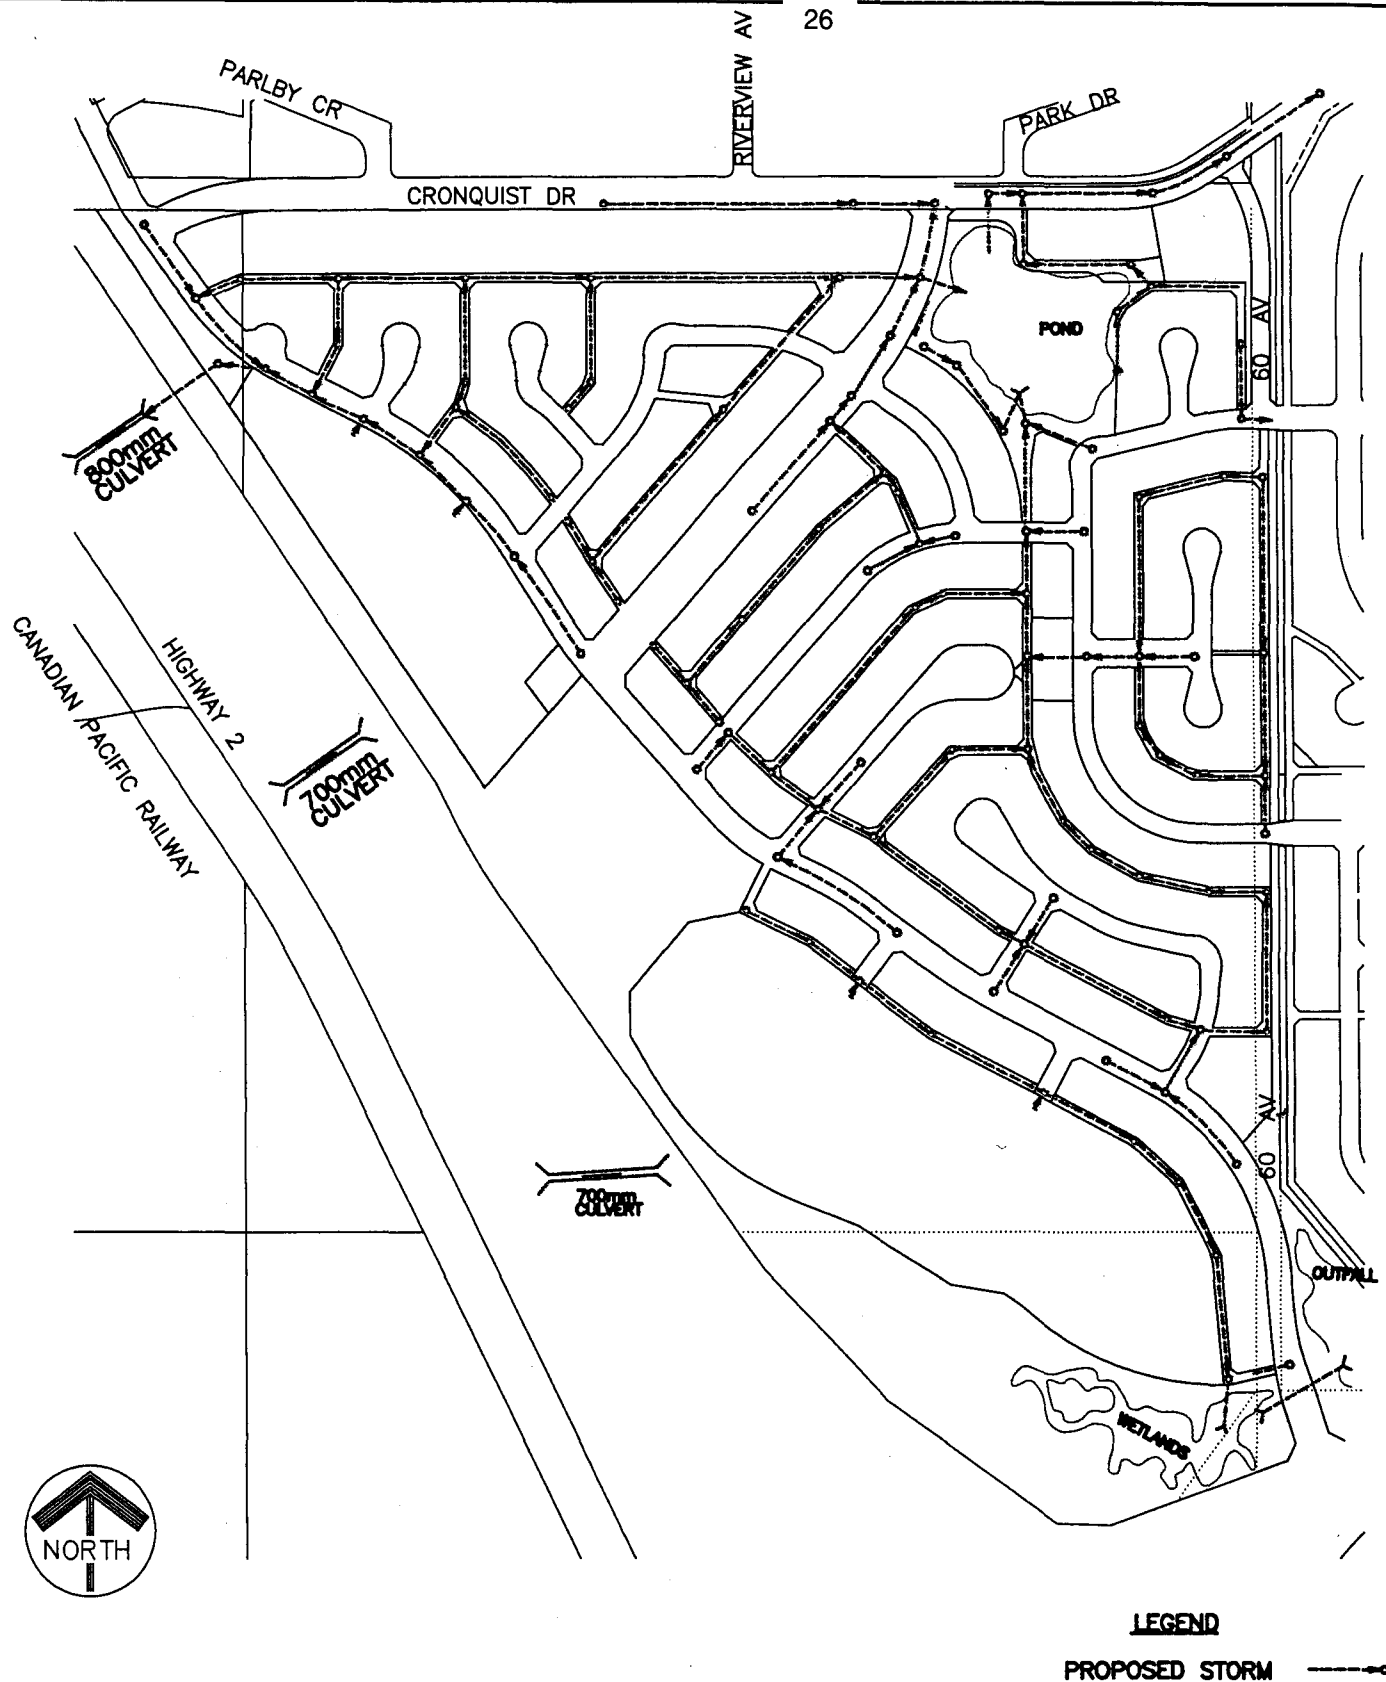 26
PARLBY CR
RIVERVIEW AV
PARK DR
CRONQUIST DR
POND
60 AV
800mm
CULVERT
CANADIAN PACIFIC RAILWAY
HIGHWAY 2
700mm
CULVERT
60 AV
700mm
CULVERT
OUTFALL
WETLANDS
NORTH
LEGEND
PROPOSED STORM